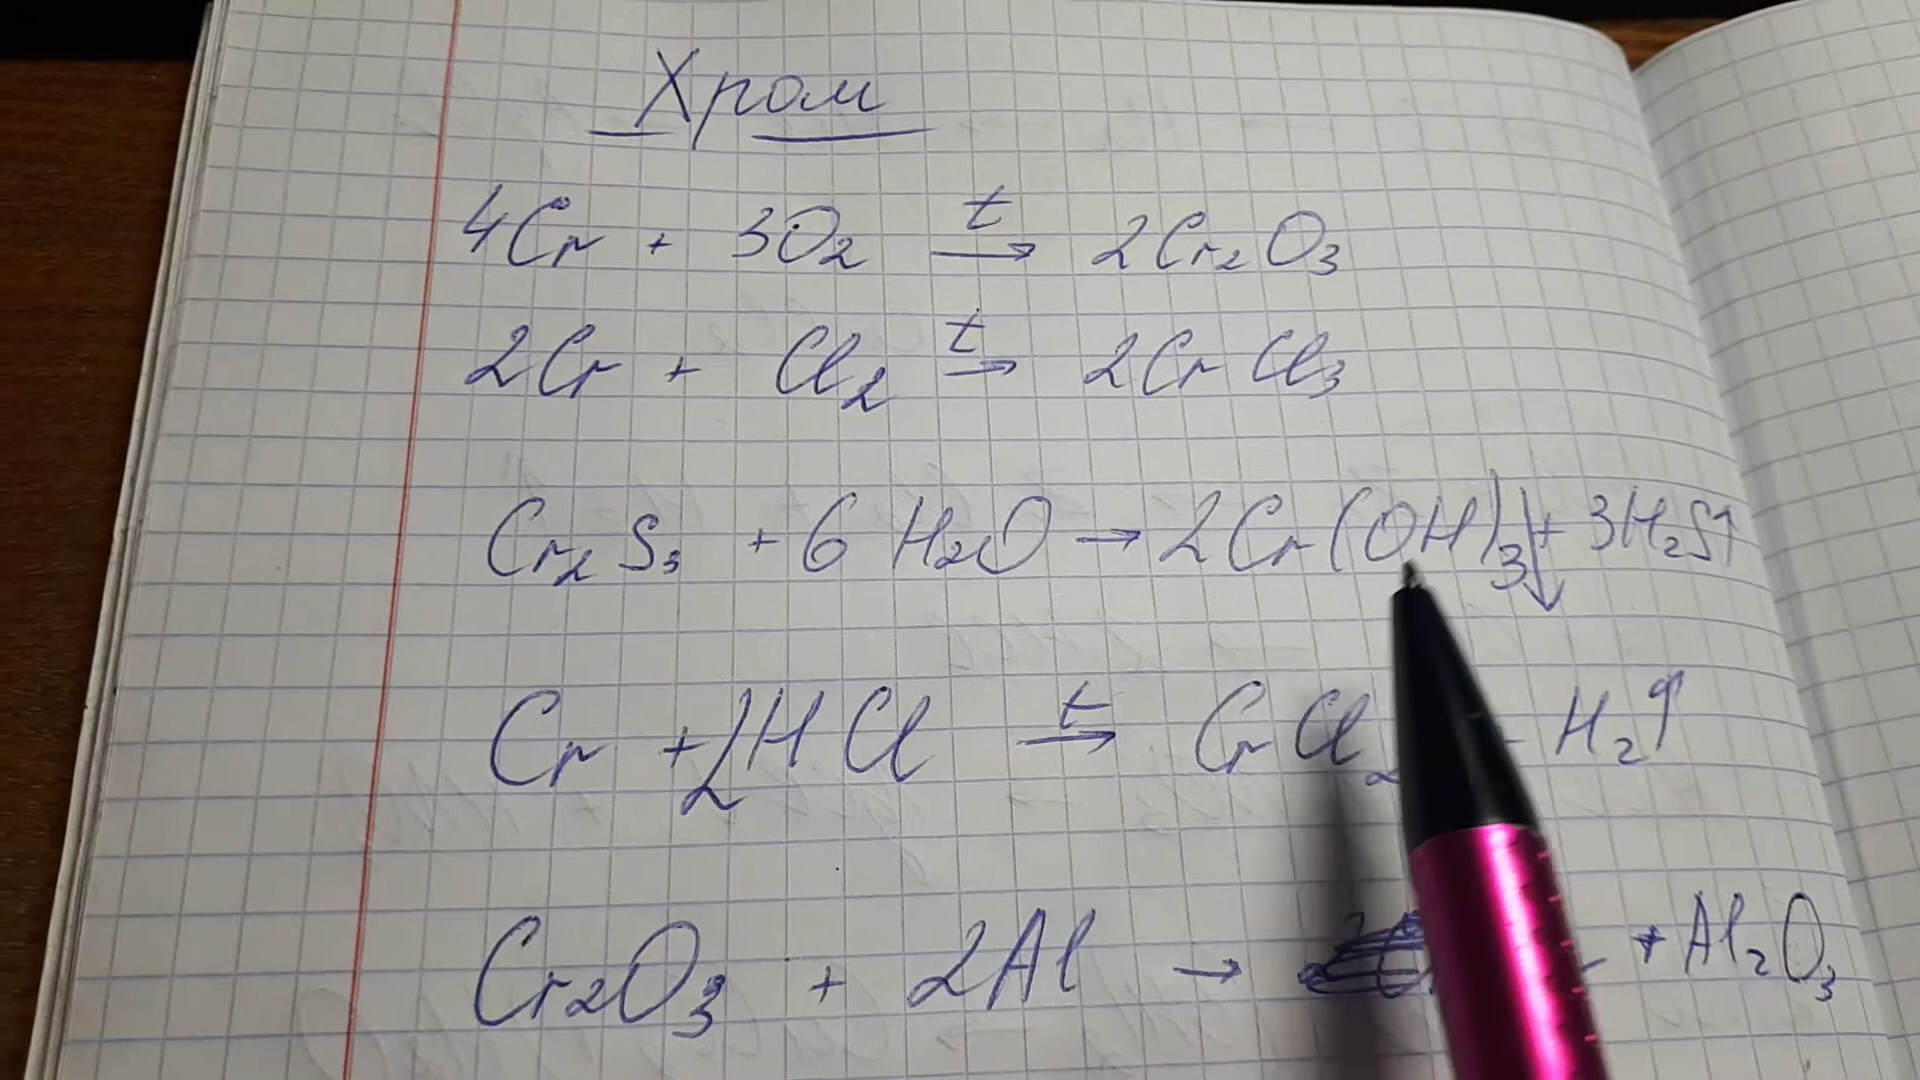 Хром
4Cr + 3O₂ →ᵗ 2Cr₂O₃
2Cr + Cl₂ →ᵗ 2CrCl₃
Cr₂S₃ + 6H₂O → 2Cr(OH)₃↓ + 3H₂S↑
Cr + 2HCl →ᵗ CrCl₂ H₂↑
Cr₂O₃ + 2Al → + Al₂O₃